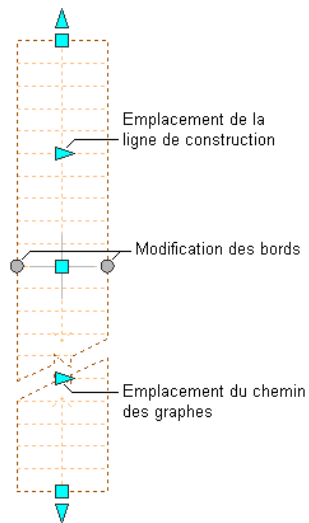 Emplacement de la
ligne de construction
Modification des bords
Emplacement du chemin
des graphes